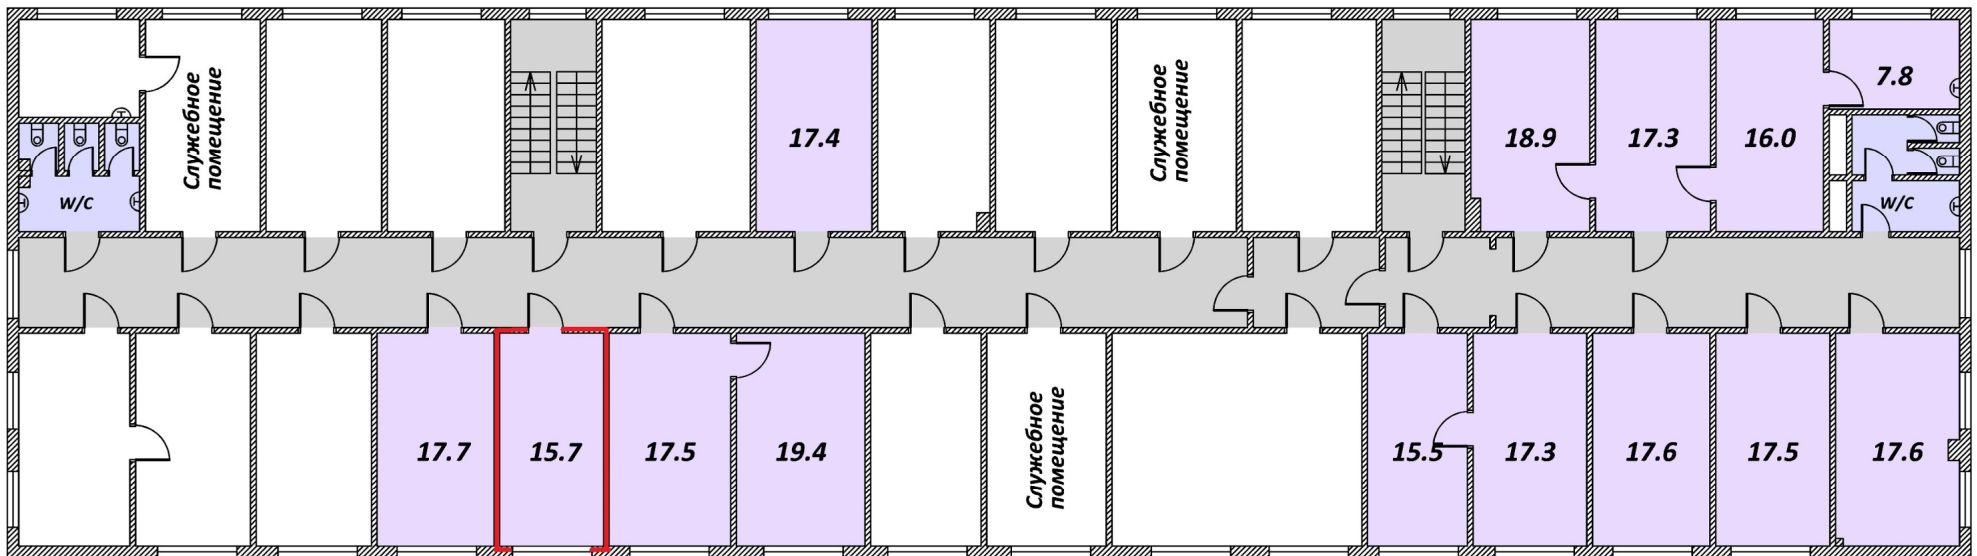 Служебное
помещение
w/c
17.4
Служебное
помещение
18.9
17.3
16.0
7.8
w/c
17.7
15.7
17.5
19.4
Служебное
помещение
15.5
17.3
17.6
17.5
17.6